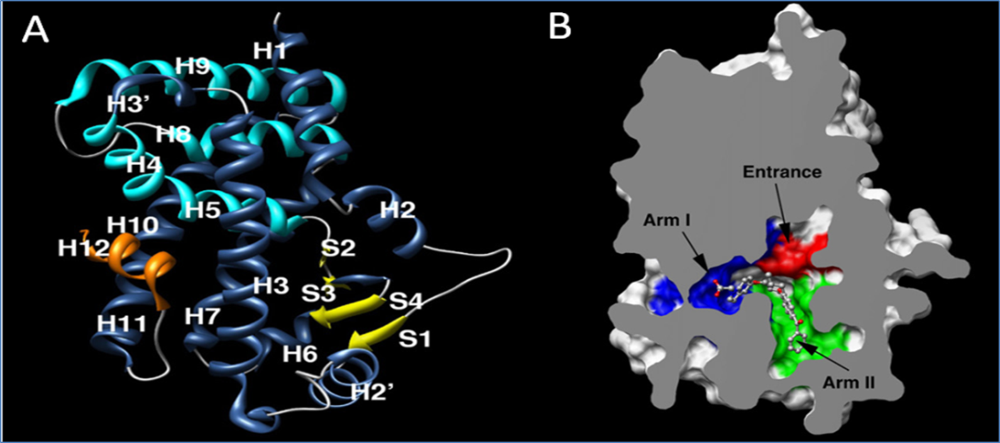 A
H1
H9
H3’
H8
H4
H5
H2
H10
H12
S2
H3
S3
S4
H7
H11
S1
H6
H2’
B
Entrance
Arm I
Arm II